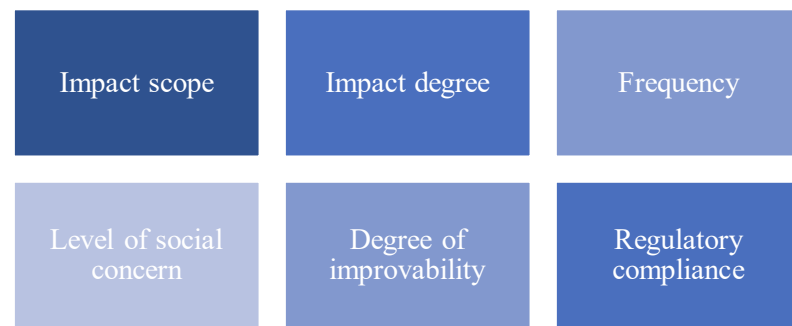 Impact scope
Impact degree
Frequency
Level of social
concern
Degree of
improvability
Regulatory
compliance